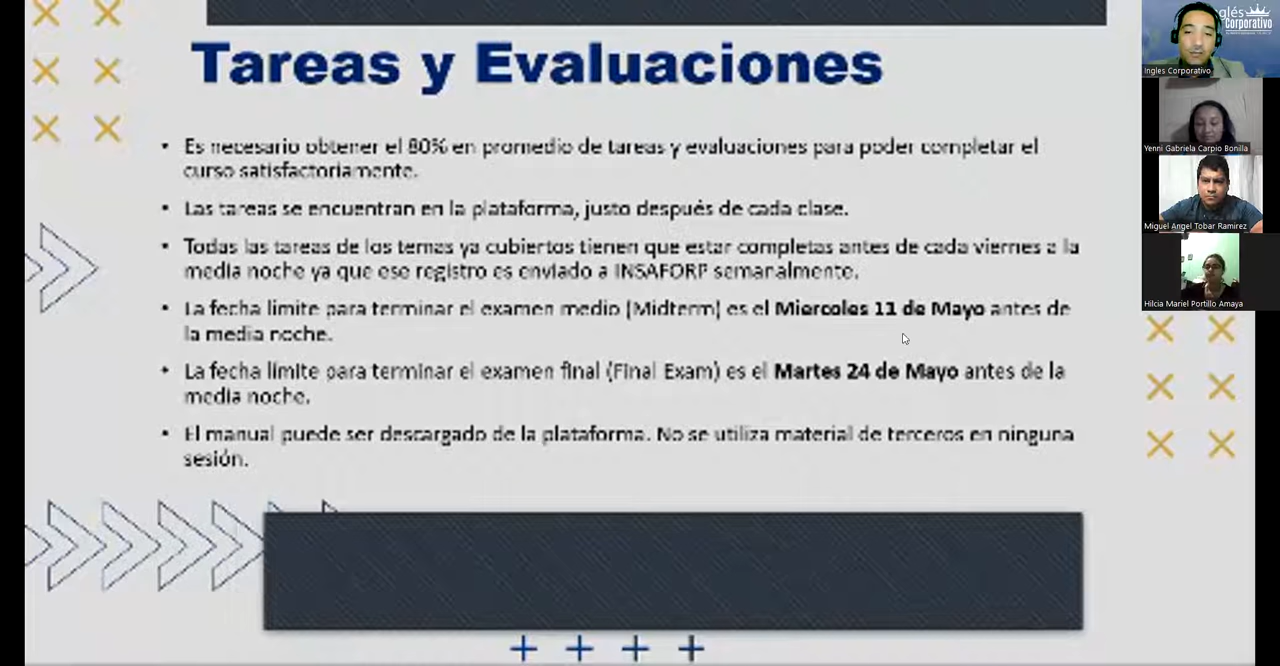 Tareas y Evaluaciones
• Es necesario obtener el 80% en promedio de tareas y evaluaciones para poder completar el
curso satisfactoriamente.
• Las tareas se encuentran en la plataforma, justo después de cada clase.
• Todas las tareas de los temas ya cubiertos tienen que estar completas antes de cada viernes a la
media noche ya que ese registro es enviado a INSAFORP semanalmente.
• La fecha limite para terminar el examen medio (Midterm) es el Miercoles 11 de Mayo antes de
la media noche.
• La fecha limite para terminar el examen final (Final Exam) es el Martes 24 de Mayo antes de la
media noche.
• El manual puede ser descargado de la plataforma. No se utiliza material de terceros en ninguna
sesión.
glés
Corporativo
Ingles Corporativo
Yenni Gabriela Carpio Bonilla
Miguel Angel Tobar Ramirez
Hilcia Mariel Portillo Amaya